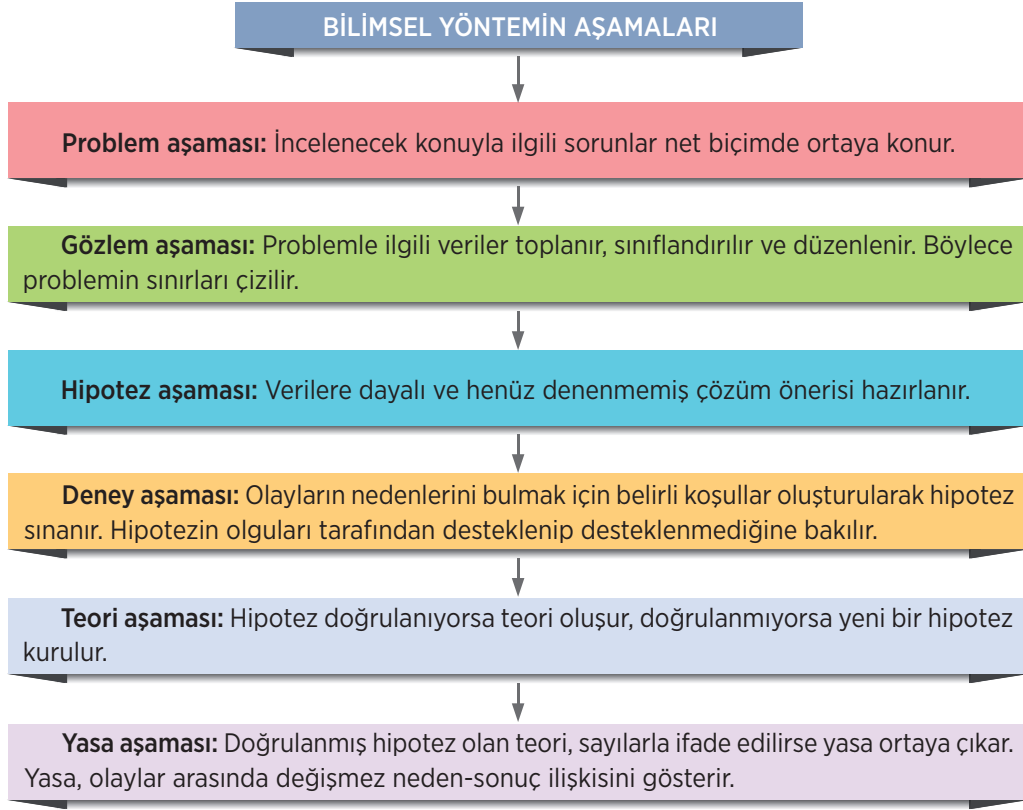 BİLİMSEL YÖNTEMİN AŞAMALARI
Problem aşaması: İncelenecek konuyla ilgili sorunlar net biçimde ortaya konur.
Gözlem aşaması: Problemle ilgili veriler toplanır, sınıflandırılır ve düzenlenir. Böylece
problemin sınırları çizilir.
Hipotez aşaması: Verilere dayalı ve henüz denenmemiş çözüm önerisi hazırlanır.
Deney aşaması: Olayların nedenlerini bulmak için belirli koşullar oluşturularak hipotez
sınanır. Hipotezin olguları tarafından desteklenip desteklenmediğine bakılır.
Teori aşaması: Hipotez doğrulanıyorsa teori oluşur, doğrulanmıyorsa yeni bir hipotez
kurulur.
Yasa aşaması: Doğrulanmış hipotez olan teori, sayılarla ifade edilirse yasa ortaya çıkar.
Yasa, olaylar arasında değişmez neden-sonuç ilişkisini gösterir.